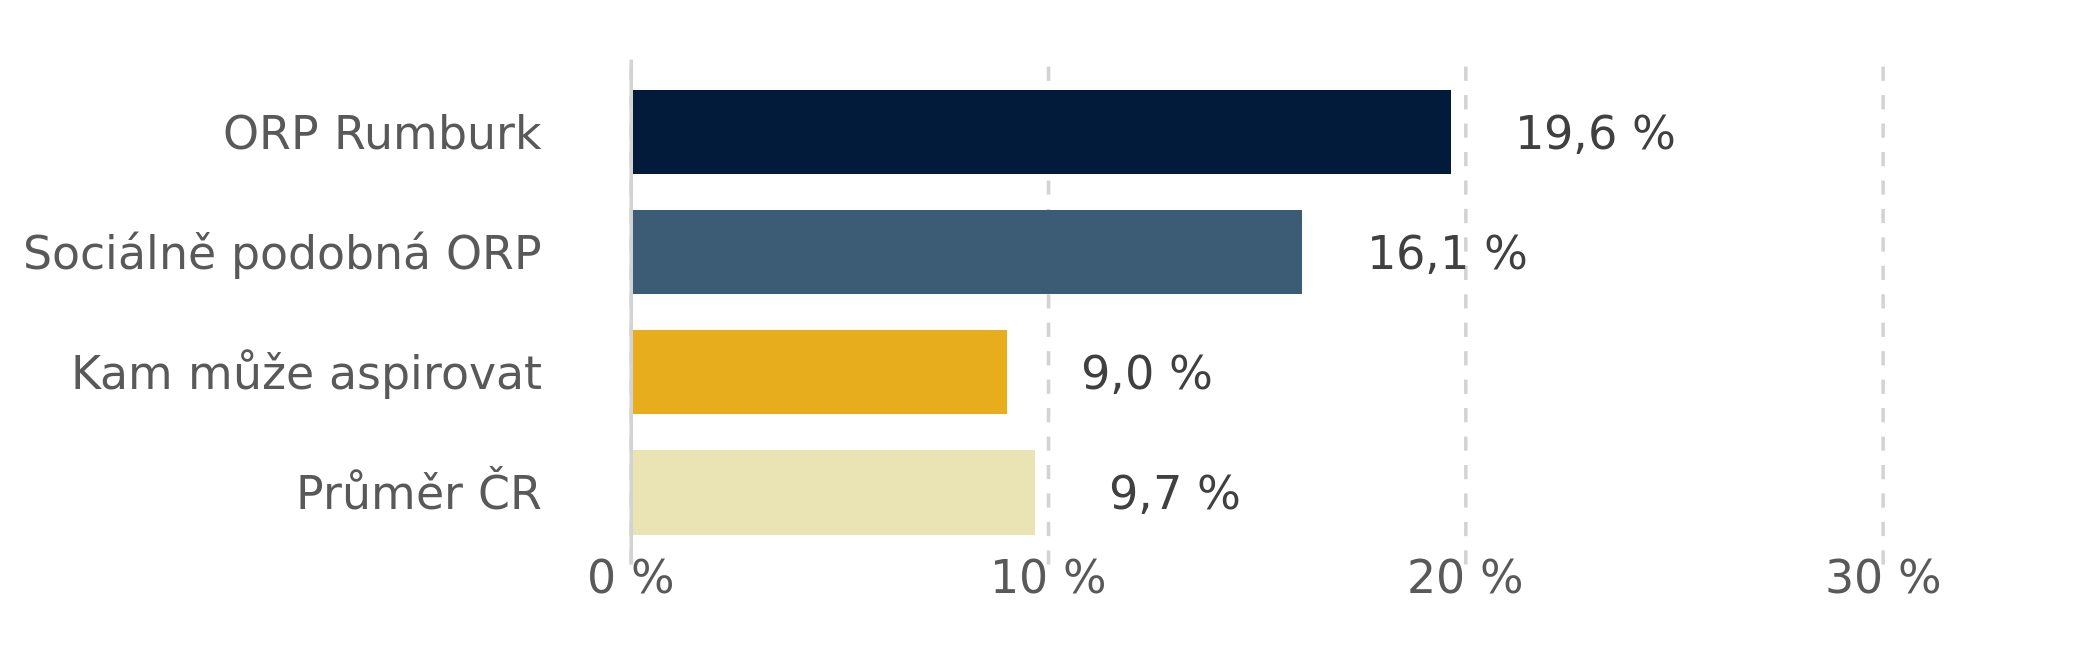 ORP Rumburk 19,6 %
Sociálně podobná ORP 16,1 %
Kam může aspirovat 9,0 %
Průměr ČR 9,7 %
0 % 10 % 20 % 30 %